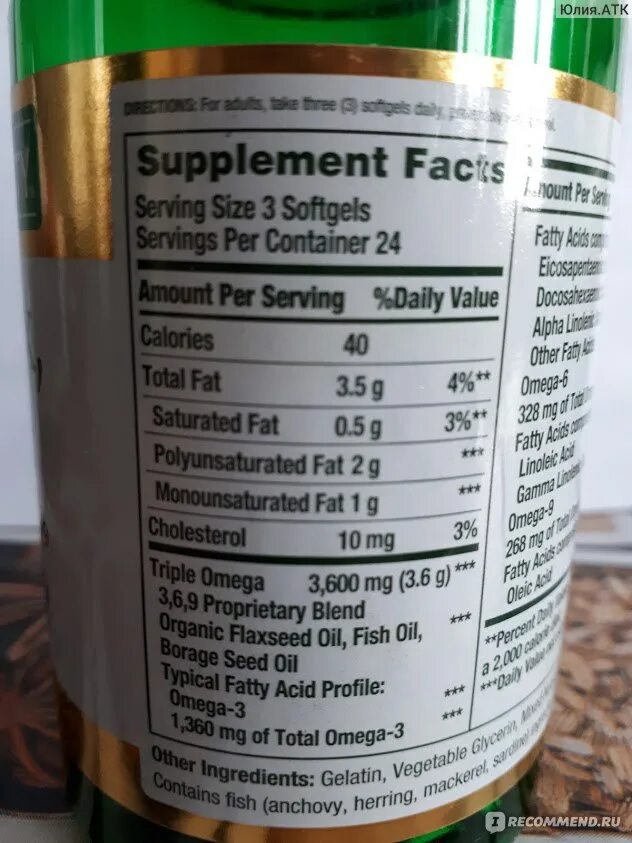 Юлия.АТК
Y.
DIRECTIONS: For adults, take three (3) softgels daily,
Supplement Facts
Serving Size 3 Softgels
Servings Per Container 24
Amount Per Serving %Daily Value
Calories 40
Total Fat 3.5 g 4%**
Saturated Fat 0.5 g 3%**
Polyunsaturated Fat 2 g ***
Monounsaturated Fat 1 g ***
Cholesterol 10 mg 3%
Triple Omega 3,600 mg (3.6 g) ***
3,6,9 Proprietary Blend
Organic Flaxseed Oil, Fish Oil, ***
Borage Seed Oil
Typical Fatty Acid Profile:
Omega-3 ***
1,360 mg of Total Omega-3 ***
Amount Per
Fatty Acids
Alpha
Other Fatty
Omega-6
328 mg of
Fatty Acids
Linoleic Acid
Gamma
Omega-9
268 mg of
Fatty Acids
Oleic Acid
**Percent Daily
a 2,000 calorie
***Daily Value
Other Ingredients: Gelatin, Vegetable Glycerin,
Contains fish (anchovy, herring, mackerel,
IRECOMMEND.RU